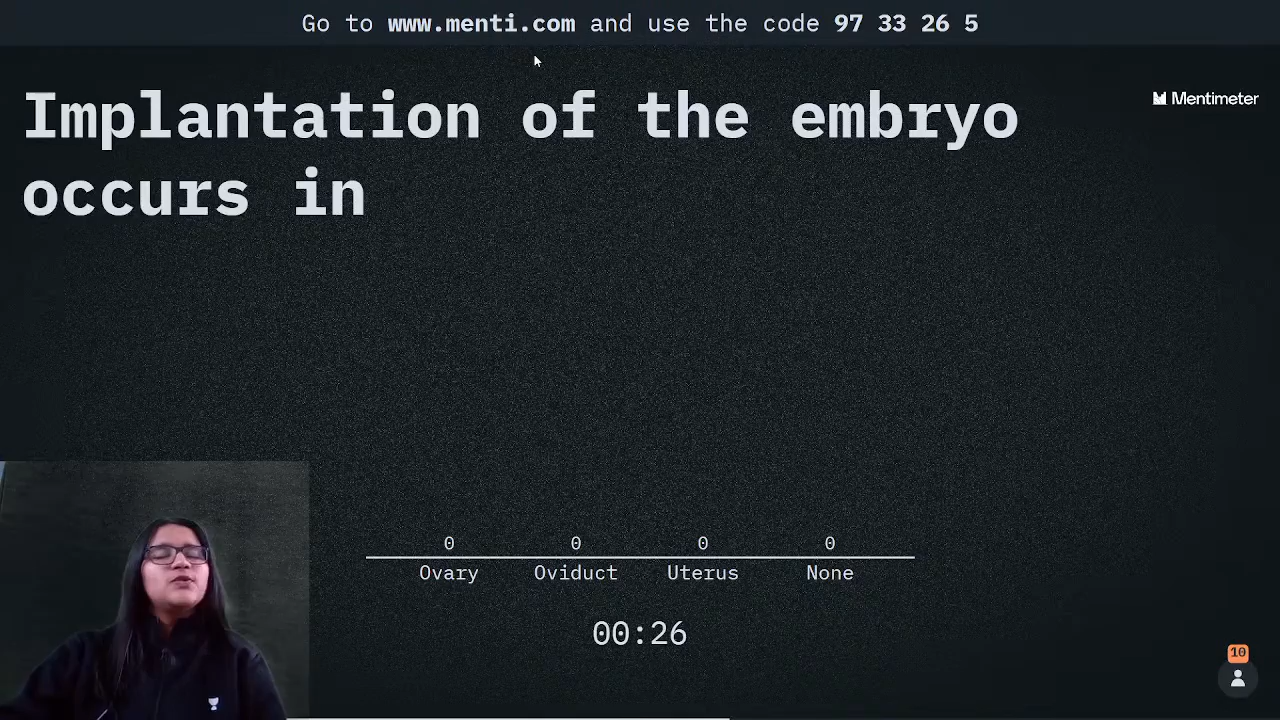 Go to www.menti.com and use the code 97 33 26 5
Mentimeter
Implantation of the embryo
occurs in
0 0 0 0
Ovary Oviduct Uterus None
00:26
10